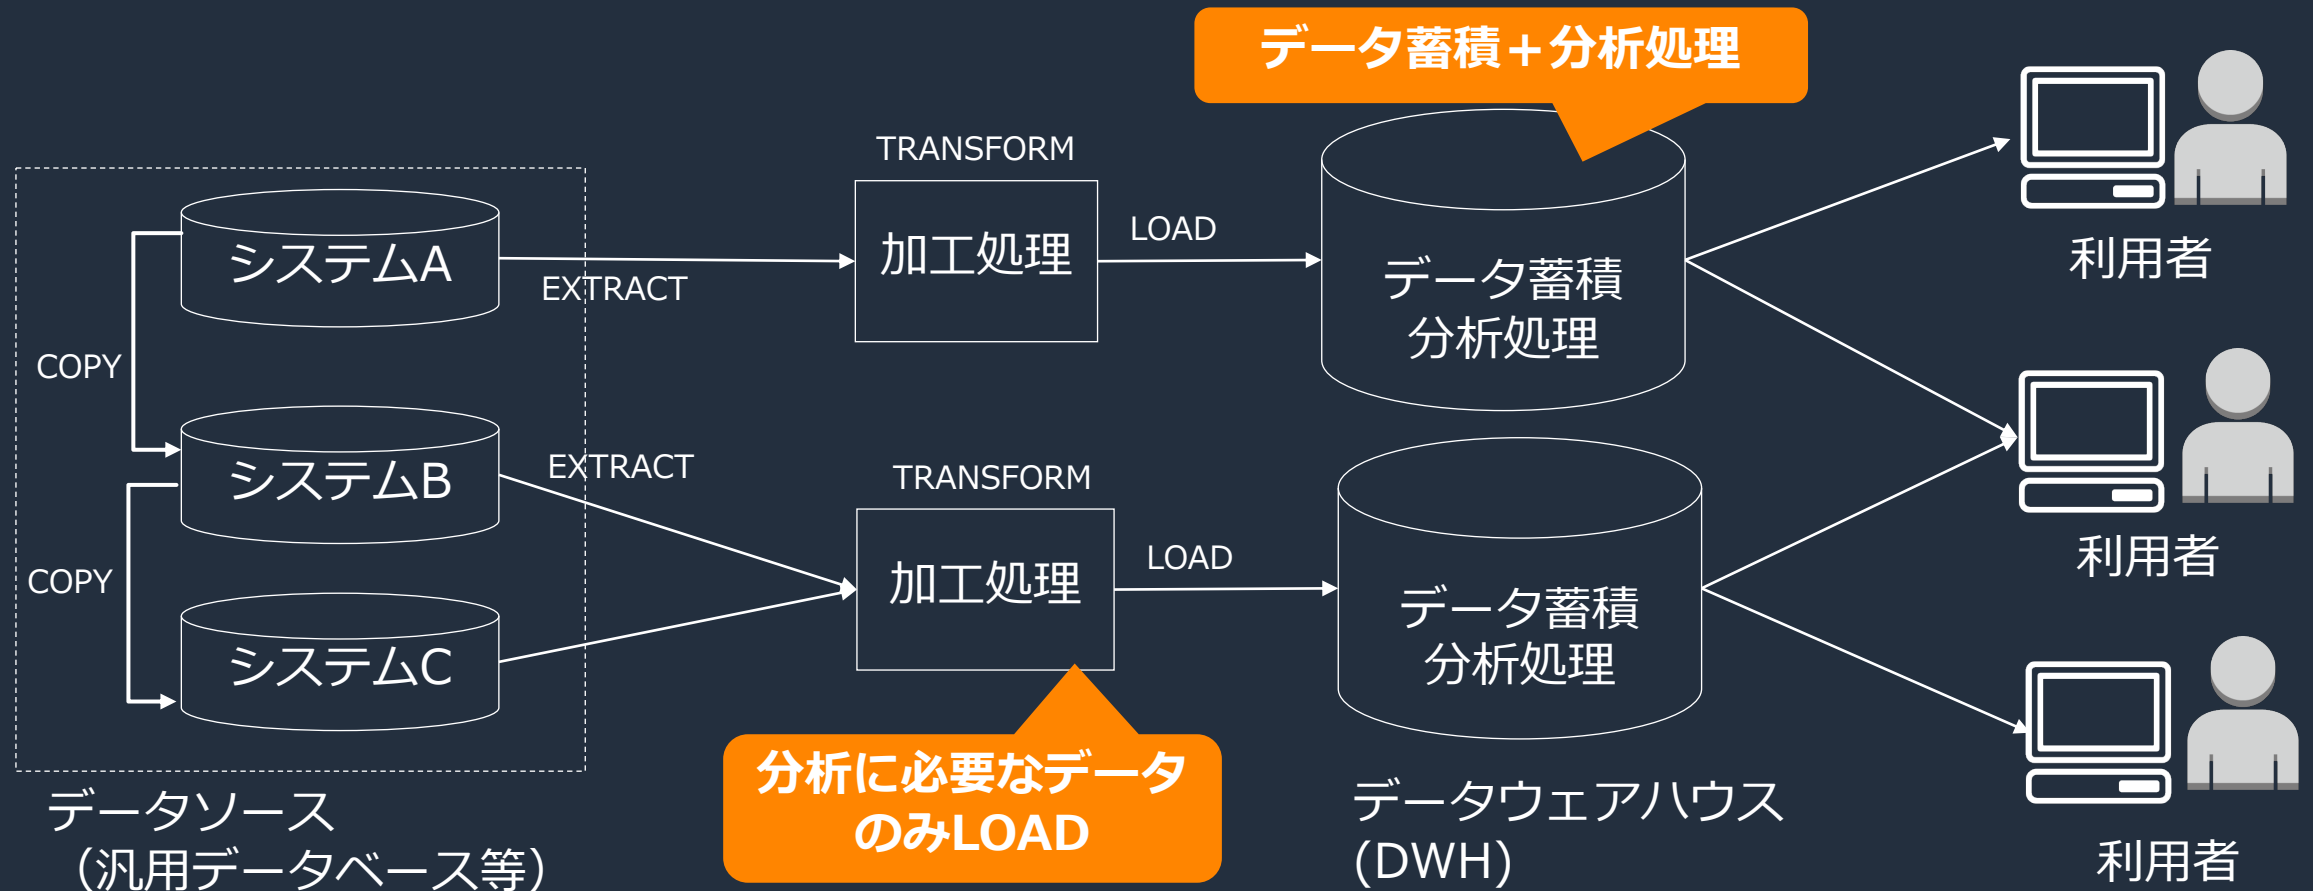 データ蓄積＋分析処理
TRANSFORM
システムA
EXTRACT
加工処理
LOAD
データ蓄積
分析処理
利用者
COPY
システムB
EXTRACT
TRANSFORM
加工処理
LOAD
データ蓄積
分析処理
利用者
COPY
システムC
分析に必要なデータ
のみLOAD
データソース
（汎用データベース等）
データウェアハウス
(DWH)
利用者